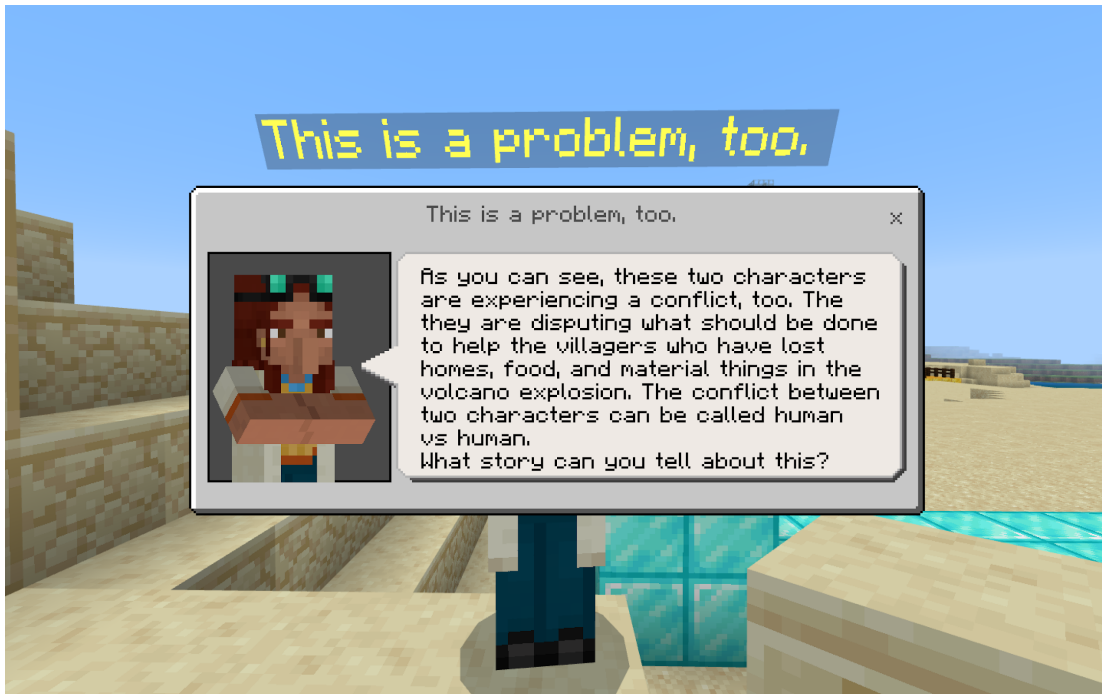 This is a problem, too.
This is a problem, too.
x
As you can see, these two characters
are experiencing a conflict, too. The
they are disputing what should be done
to help the villagers who have lost
homes, food, and material things in the
volcano explosion. The conflict between
two characters can be called human
vs human.
What story can you tell about this?